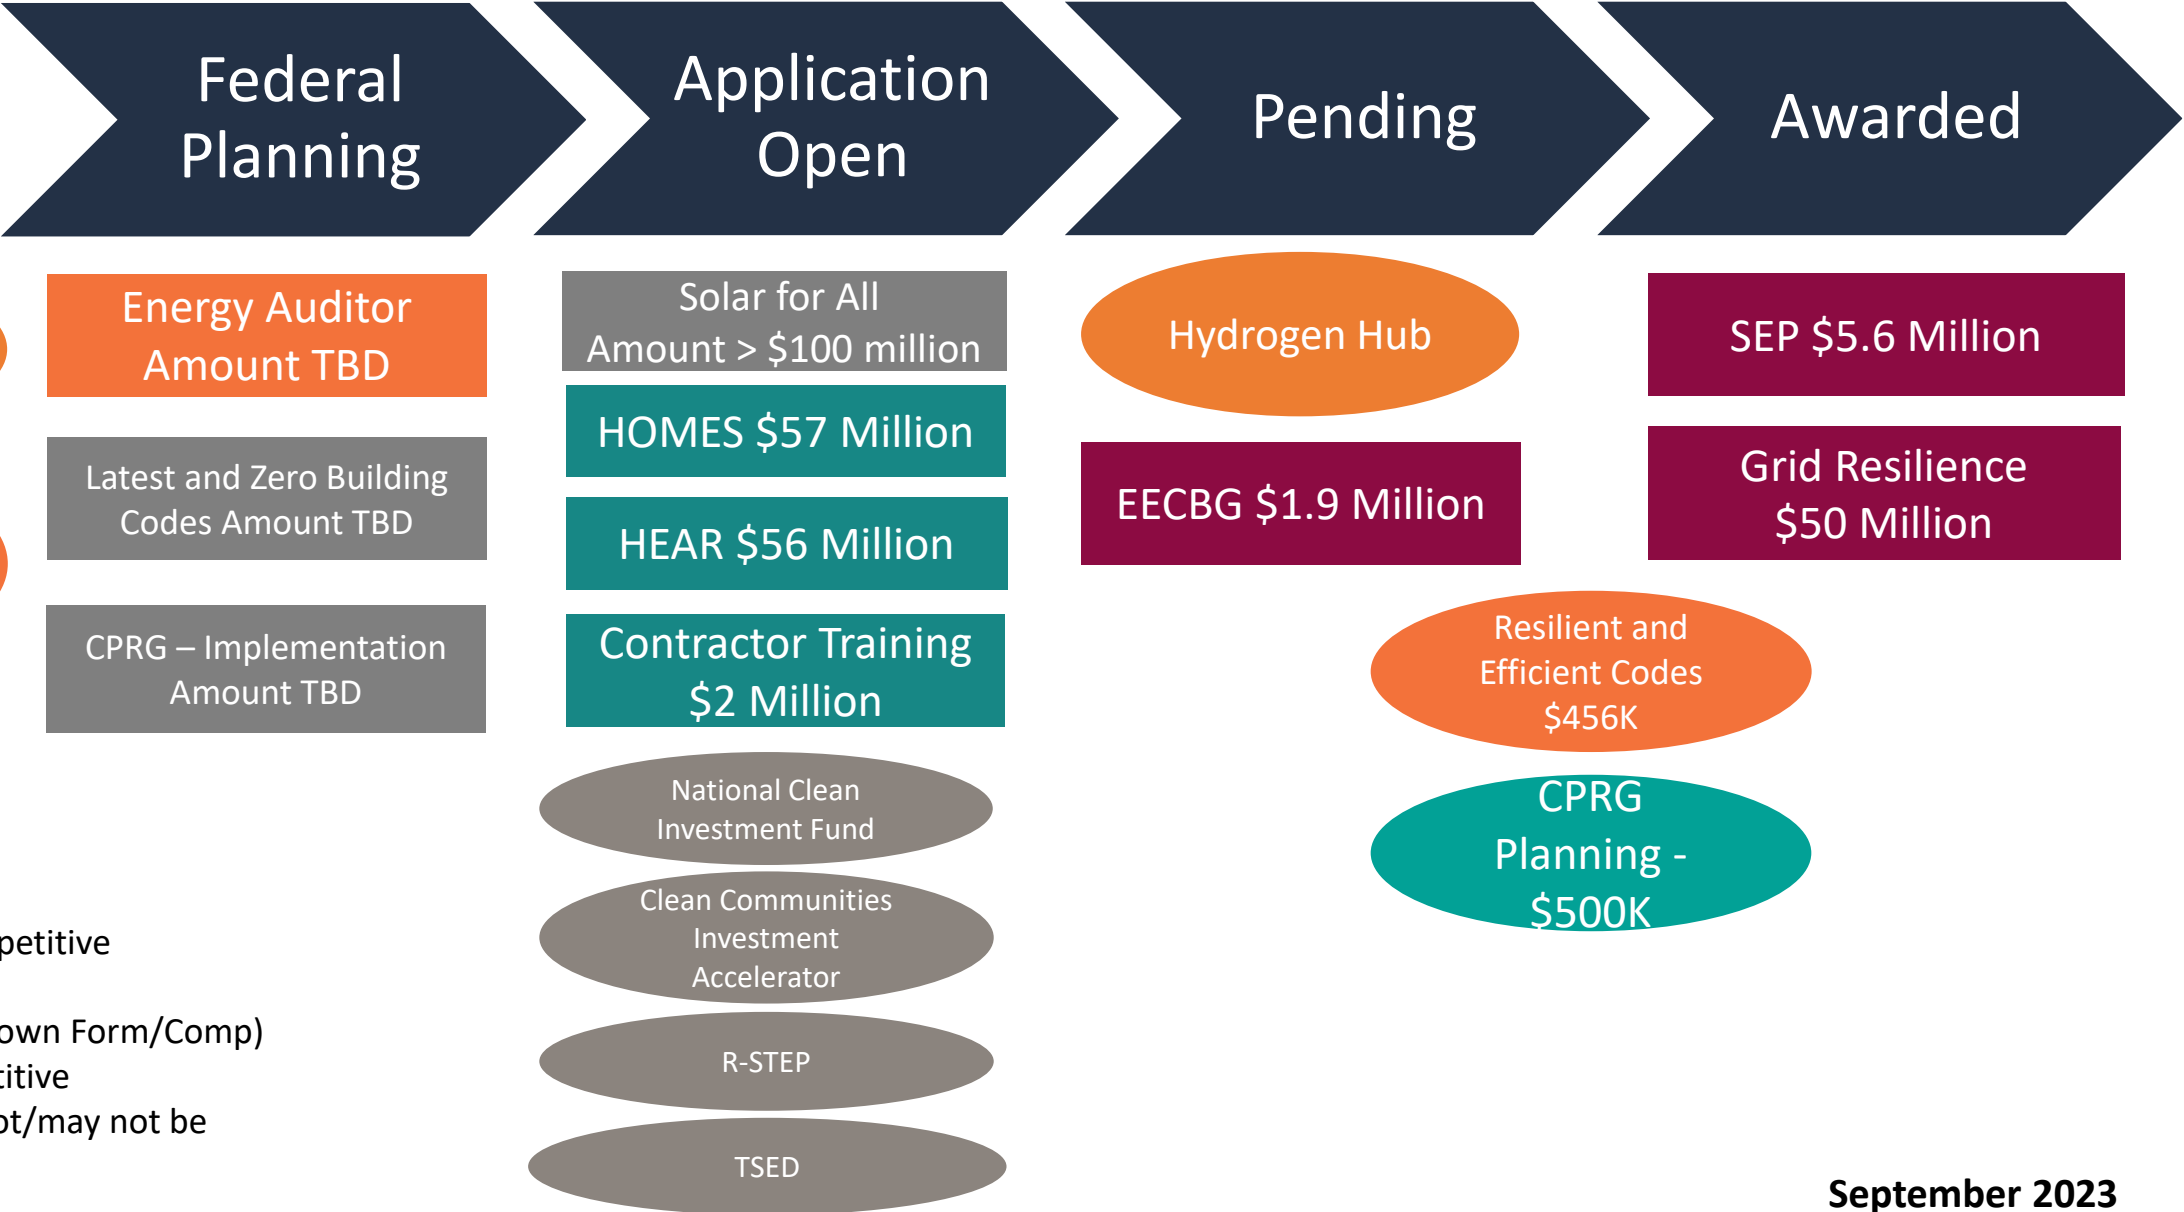 Federal
Planning
Application
Open
Pending
Awarded
Energy Auditor
Amount TBD
Latest and Zero Building
Codes Amount TBD
CPRG – Implementation
Amount TBD
Solar for All
Amount > $100 million
HOMES $57 Million
HEAR $56 Million
Contractor Training
$2 Million
National Clean
Investment Fund
Clean Communities
Investment
Accelerator
R-STEP
TSED
Hydrogen Hub
EECBG $1.9 Million
SEP $5.6 Million
Grid Resilience
$50 Million
Resilient and
Efficient Codes
$456K
CPRG
Planning -
$500K
petitive
own Form/Comp)
titive
pt/may not be
September 2023